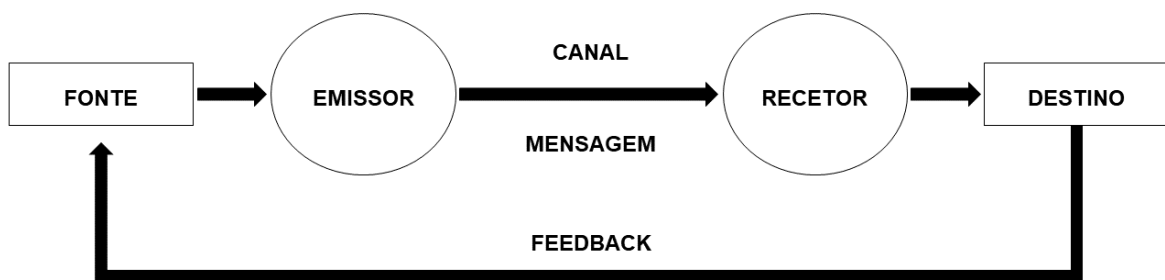 CANAL
FONTE
EMISSOR
RECETOR
DESTINO
MENSAGEM
FEEDBACK